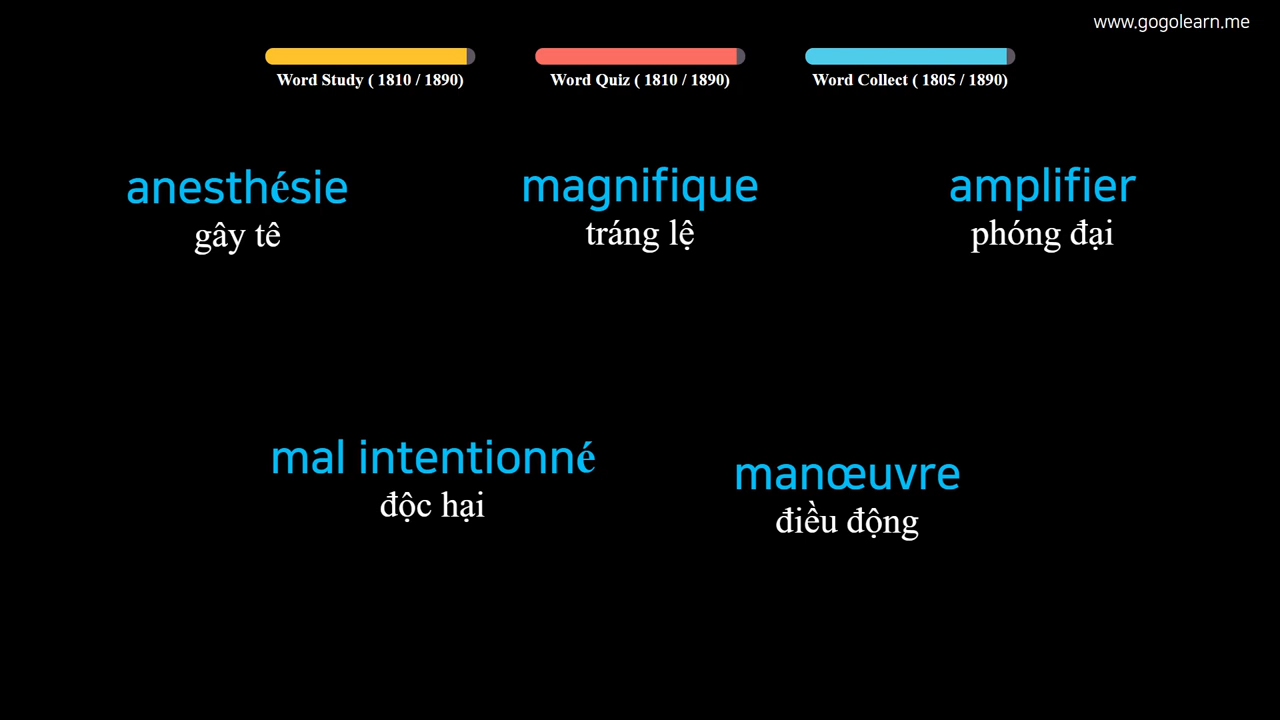 www.gogolearn.me
Word Study ( 1810 / 1890)
Word Quiz ( 1810 / 1890)
Word Collect ( 1805 / 1890)
anesthésie
gây tê
magnifique
tráng lệ
amplifier
phóng đại
mal intentionné
độc hại
manœuvre
điều động